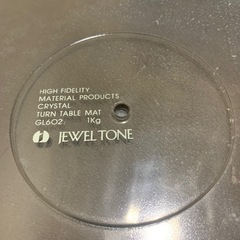 HIGH FIDELITY
MATERIAL PRODUCTS
CRYSTAL
TURN TABLE MAT
GL602. 1Kg
JEWELTONE